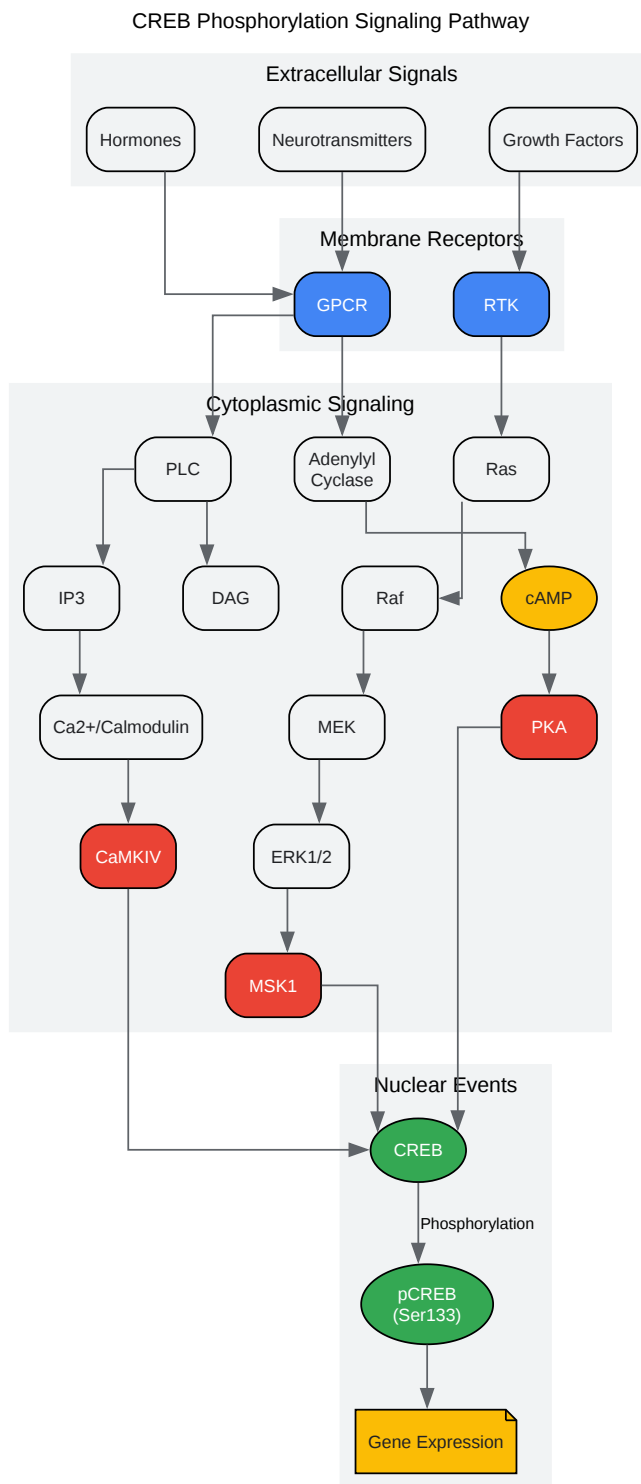 CREB Phosphorylation Signaling Pathway
Extracellular Signals
Hormones
Neurotransmitters
Growth Factors
Membrane Receptors
GPCR
RTK
Cytoplasmic Signaling
PLC
Adenylyl
Cyclase
Ras
IP3
DAG
Raf
cAMP
Ca2+/Calmodulin
MEK
PKA
CaMKIV
ERK1/2
MSK1
Nuclear Events
CREB
Phosphorylation
pCREB
(Ser133)
Gene Expression